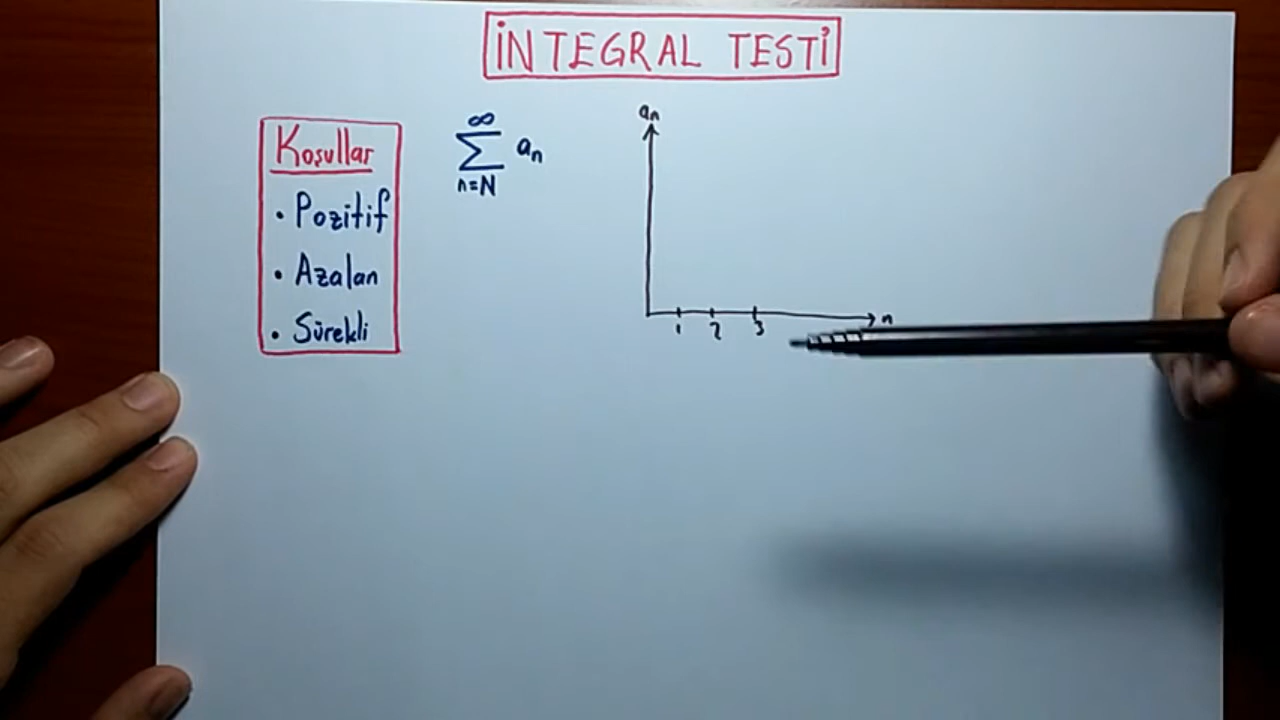 İNTEGRAL TESTİ
Koşullar
• Pozitif
• Azalan
• Sürekli
∞
∑ aₙ
n=N
aₙ
1 2 3 n